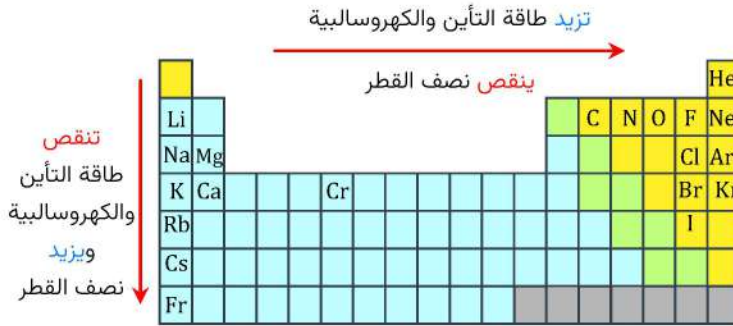 تزيد طاقة التأين والكهروسالبية
ينقص نصف القطر
تنقص
طاقة التأين
والكهروسالبية
ويزيد
نصف القطر
He
Li C N O F Ne
Na Mg Cl Ar
K Ca Cr Br Kr
Rb I
Cs
Fr